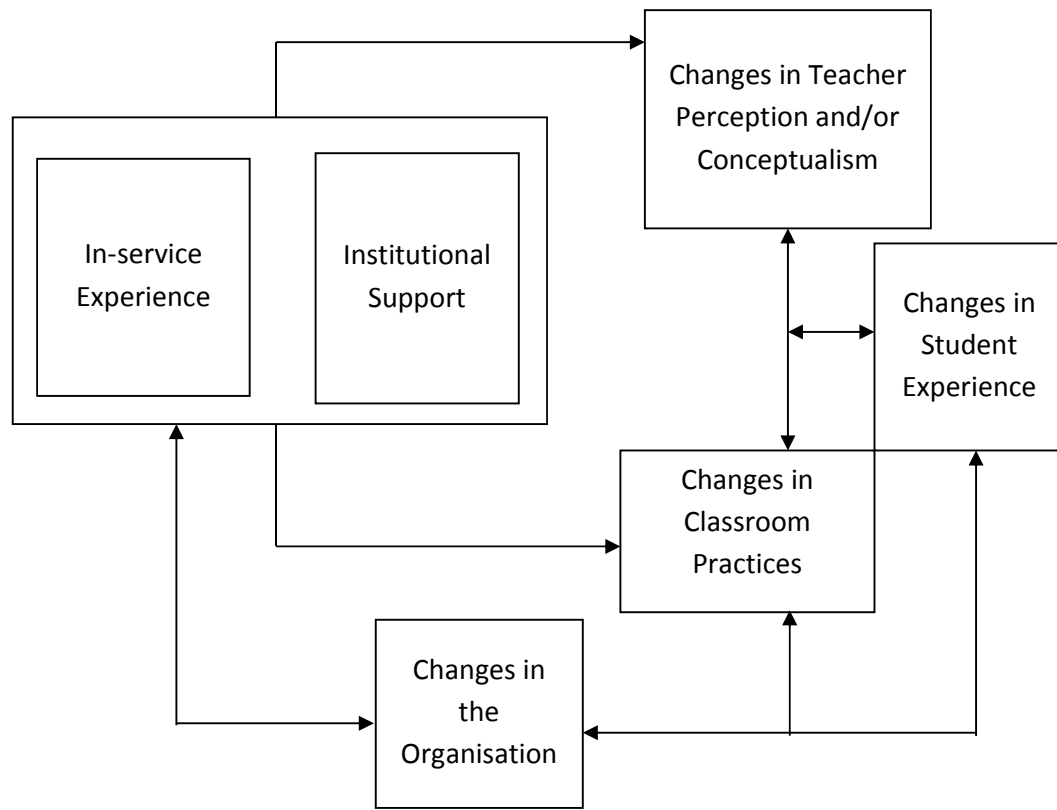 Changes in Teacher
Perception and/or
Conceptualism
In-service
Experience
Institutional
Support
Changes in
Student
Experience
Changes in
Classroom
Practices
Changes in
the
Organisation